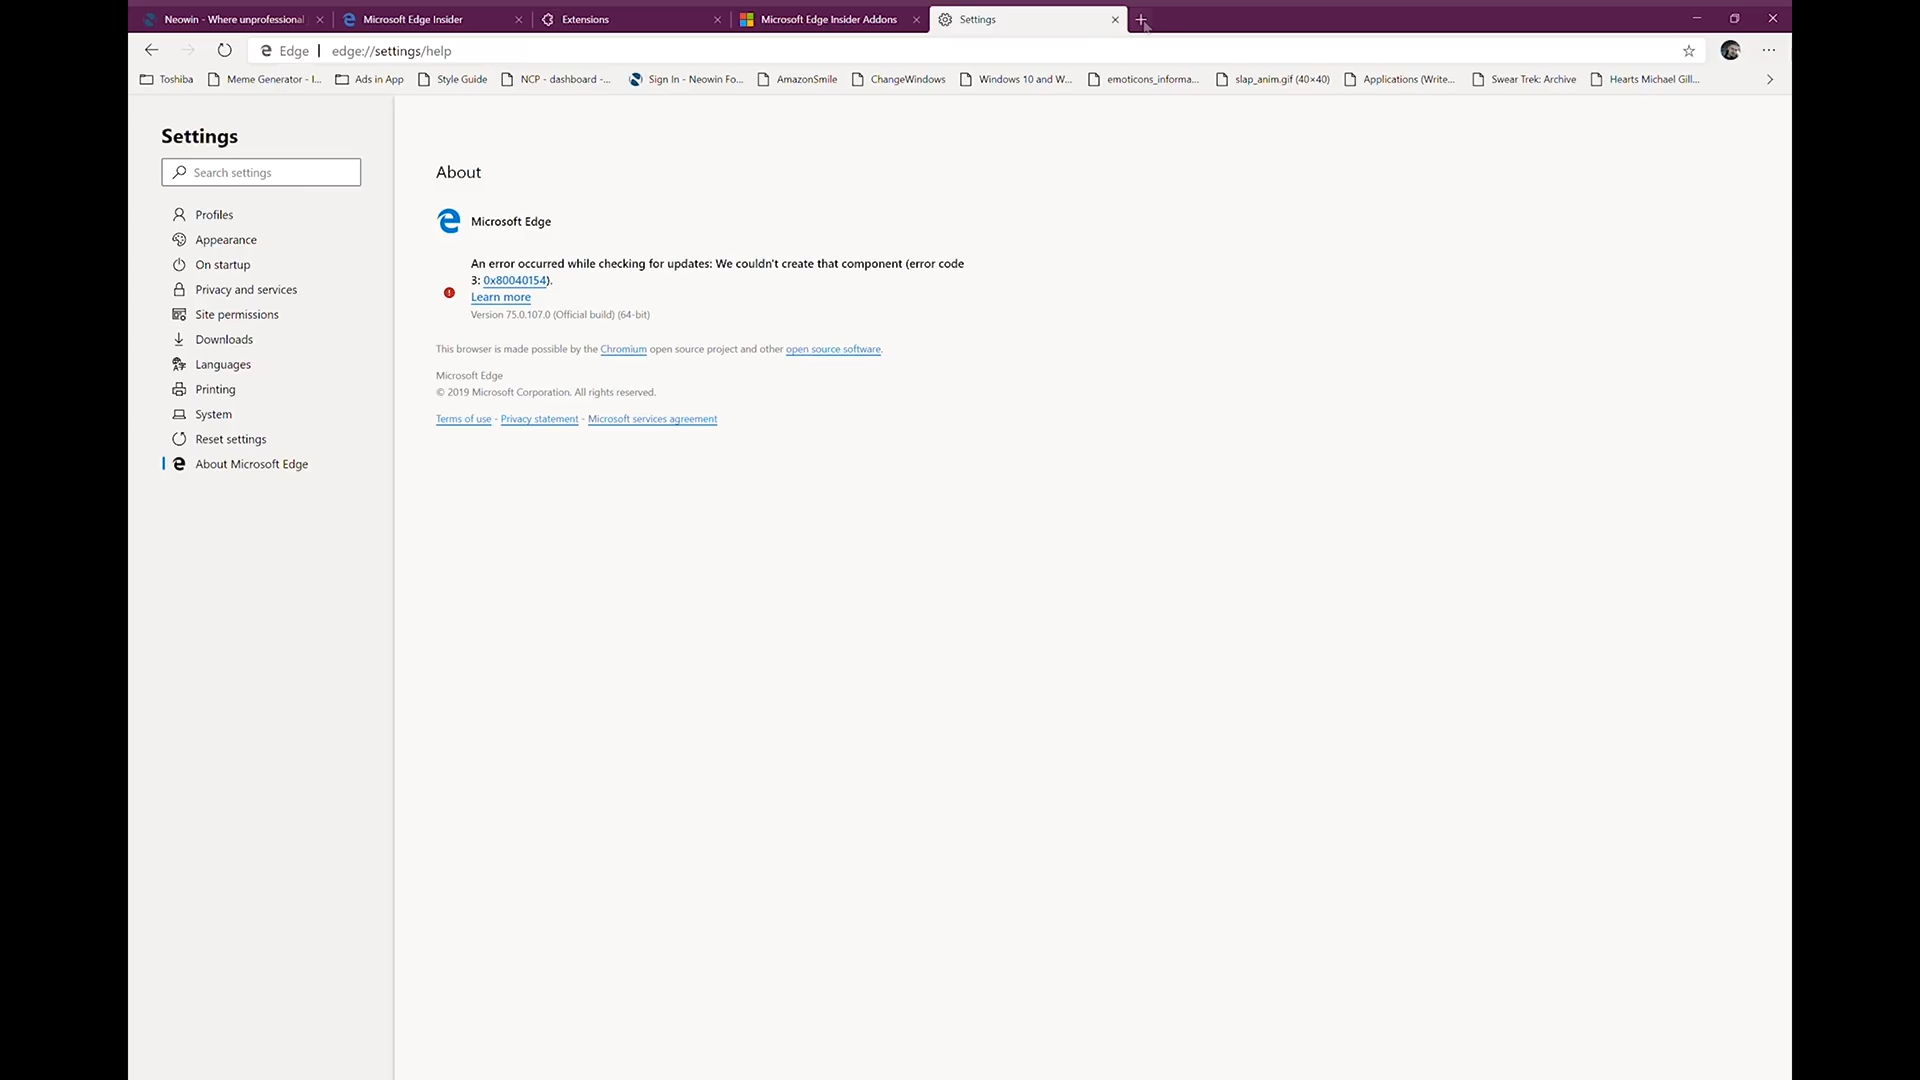 Neowin - Where unprofessional
Microsoft Edge Insider
Extensions
Microsoft Edge Insider Addons
Settings
Edge | edge://settings/help
Toshiba
Meme Generator - I...
Ads in App
Style Guide
NCP - dashboard -...
Sign In - Neowin Fo...
AmazonSmile
ChangeWindows
Windows 10 and W...
emoticons_informa...
slap_anim.gif (40×40)
Applications (Write...
Swear Trek: Archive
Hearts Michael Gill...
Settings
Search settings
Profiles
Appearance
On startup
Privacy and services
Site permissions
Downloads
Languages
Printing
System
Reset settings
About Microsoft Edge
About
Microsoft Edge
An error occurred while checking for updates: We couldn't create that component (error code
3: 0x80040154).
Learn more
Version 75.0.107.0 (Official build) (64-bit)
This browser is made possible by the Chromium open source project and other open source software.
Microsoft Edge
© 2019 Microsoft Corporation. All rights reserved.
Terms of use - Privacy statement - Microsoft services agreement